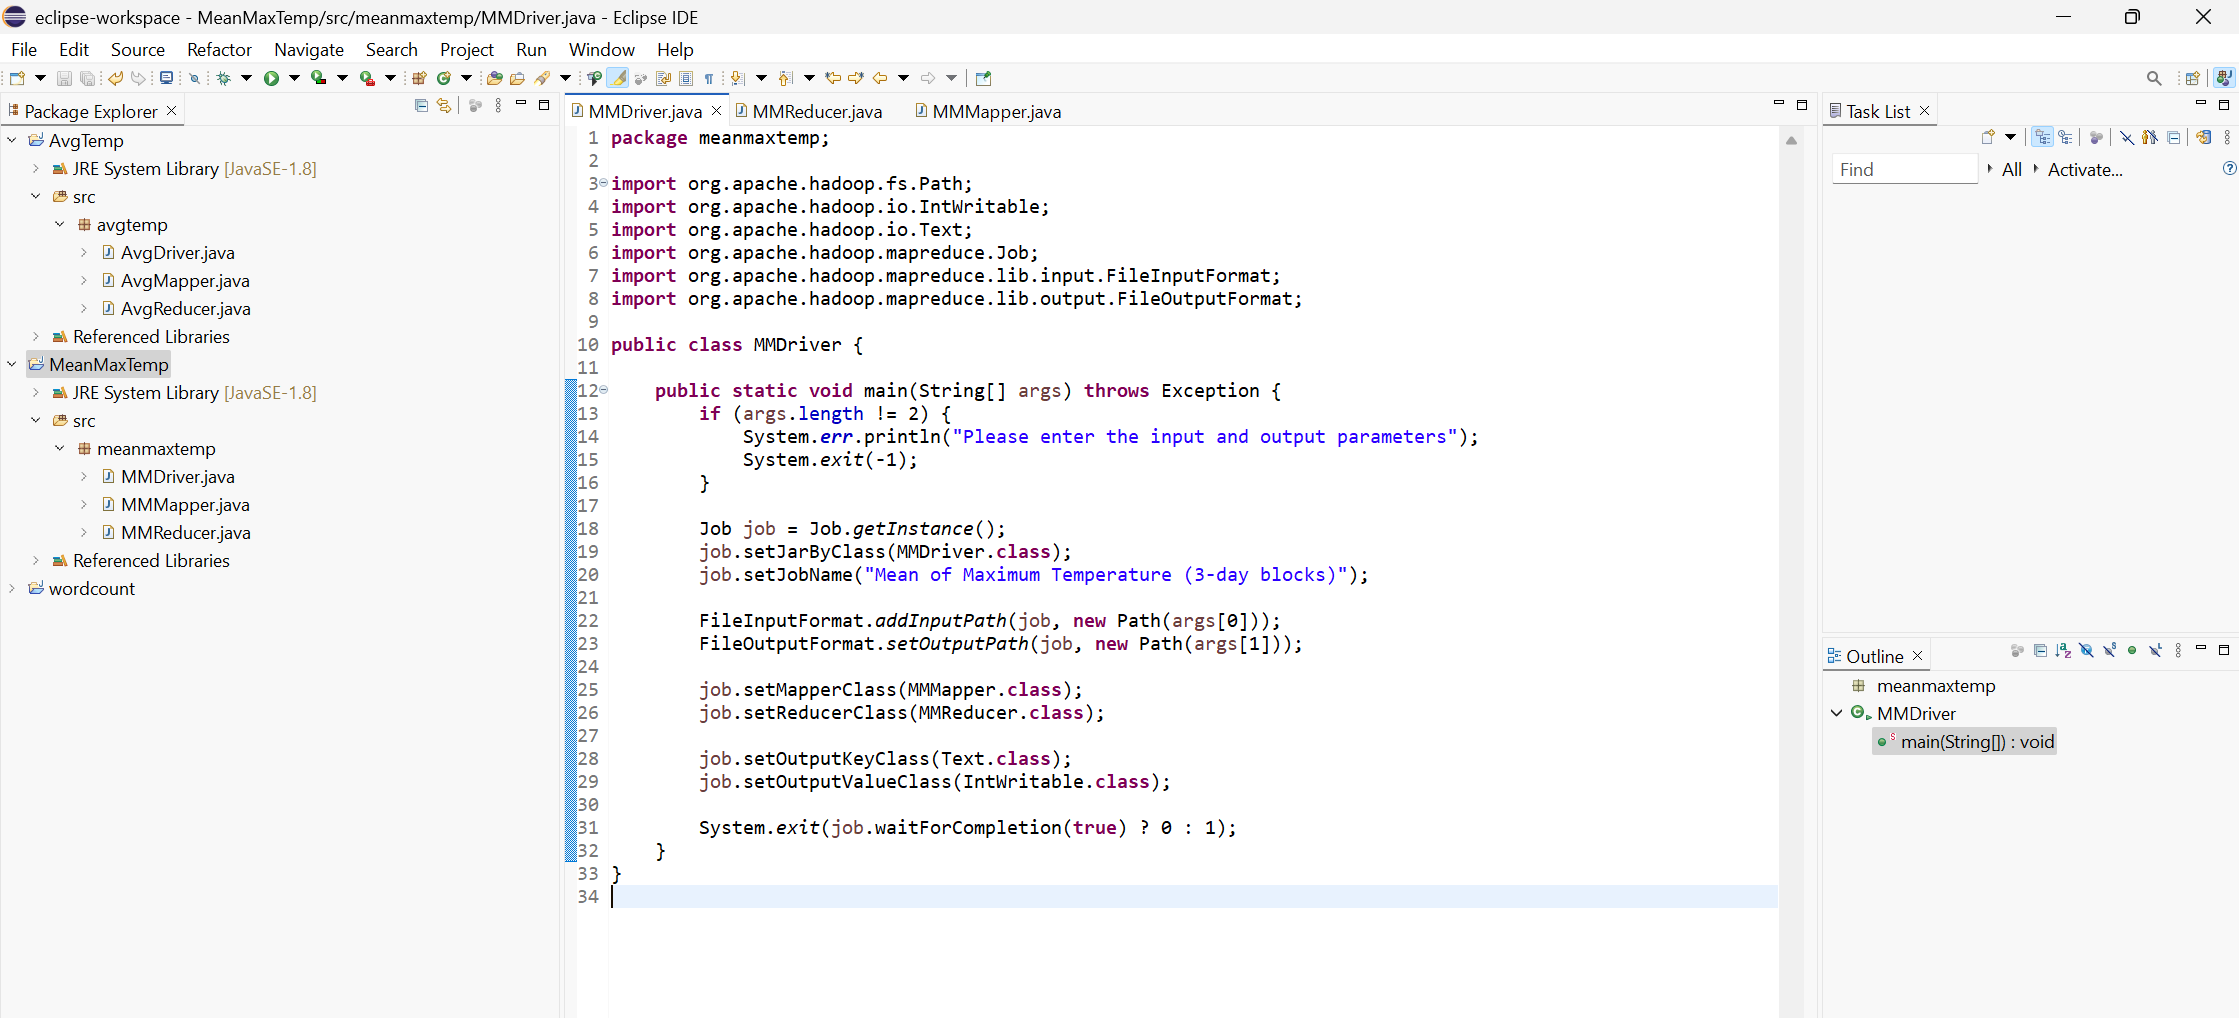 eclipse-workspace - MeanMaxTemp/src/meanmaxtemp/MMDriver.java - Eclipse IDE
File Edit Source Refactor Navigate Search Project Run Window Help
Package Explorer
AvgTemp
JRE System Library [JavaSE-1.8]
src
avgtemp
AvgDriver.java
AvgMapper.java
AvgReducer.java
Referenced Libraries
MeanMaxTemp
JRE System Library [JavaSE-1.8]
src
meanmaxtemp
MMDriver.java
MMMapper.java
MMReducer.java
Referenced Libraries
wordcount
MMDriver.java MMReducer.java MMMapper.java
1 package meanmaxtemp;
2
3 import org.apache.hadoop.fs.Path;
4 import org.apache.hadoop.io.IntWritable;
5 import org.apache.hadoop.io.Text;
6 import org.apache.hadoop.mapreduce.Job;
7 import org.apache.hadoop.mapreduce.lib.input.FileInputFormat;
8 import org.apache.hadoop.mapreduce.lib.output.FileOutputFormat;
9
10 public class MMDriver {
11
12     public static void main(String[] args) throws Exception {
13         if (args.length != 2) {
14             System.err.println("Please enter the input and output parameters");
15             System.exit(-1);
16         }
17
18         Job job = Job.getInstance();
19         job.setJarByClass(MMDriver.class);
20         job.setJobName("Mean of Maximum Temperature (3-day blocks)");
21
22         FileInputFormat.addInputPath(job, new Path(args[0]));
23         FileOutputFormat.setOutputPath(job, new Path(args[1]));
24
25         job.setMapperClass(MMMapper.class);
26         job.setReducerClass(MMReducer.class);
27
28         job.setOutputKeyClass(Text.class);
29         job.setOutputValueClass(IntWritable.class);
30
31         System.exit(job.waitForCompletion(true) ? 0 : 1);
32     }
33 }
34
Task List
Find All Activate...
Outline
meanmaxtemp
MMDriver
main(String[]) : void